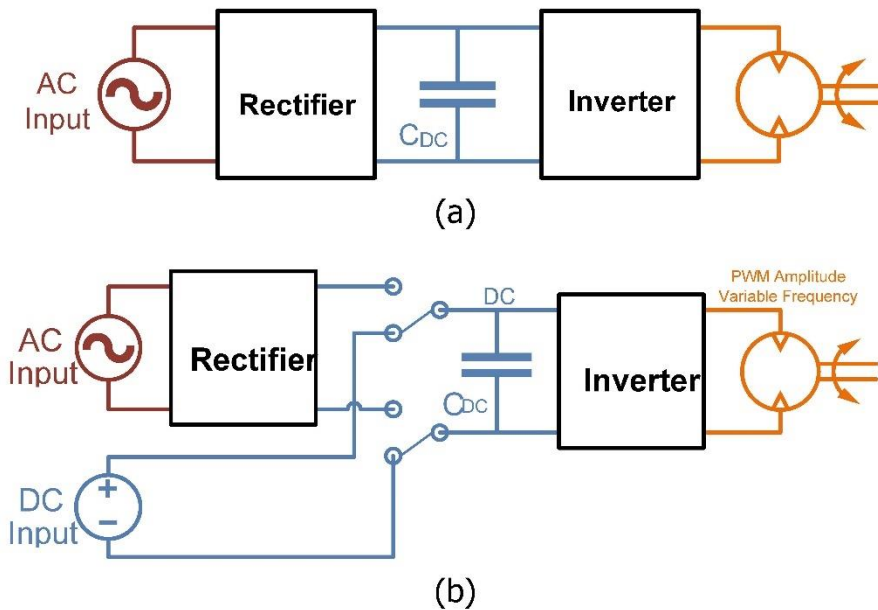 AC
Input
Rectifier
CDC
Inverter
(a)
AC
Input
Rectifier
DC
CDC
Inverter
PWM Amplitude
Variable Frequency
DC
Input
+
−
(b)